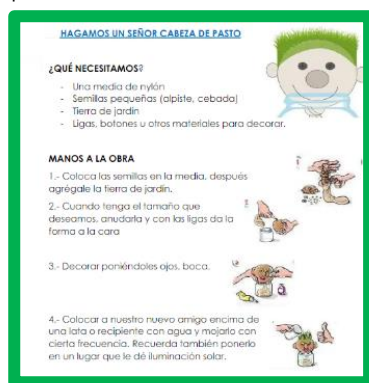 HAGAMOS UN SEÑOR CABEZA DE PASTO
¿QUÉ NECESITAMOS?
- Una media de nylón
- Semillas pequeñas (alpiste, cebada)
- Tierra de jardín
- Ligas, botones u otros materiales para decorar.
MANOS A LA OBRA
1.- Coloca las semillas en la media, después
agrégale la tierra de jardín.
2.- Cuando tenga el tamaño que
deseamos, anudarla y con las ligas da la
forma a la cara
3.- Decorar poniéndoles ojos, boca.
4.- Colocar a nuestro nuevo amigo encima de
una lata o recipiente con agua y mojarlo con
cierta frecuencia. Recuerda también ponerlo
en un lugar que le dé iluminación solar.